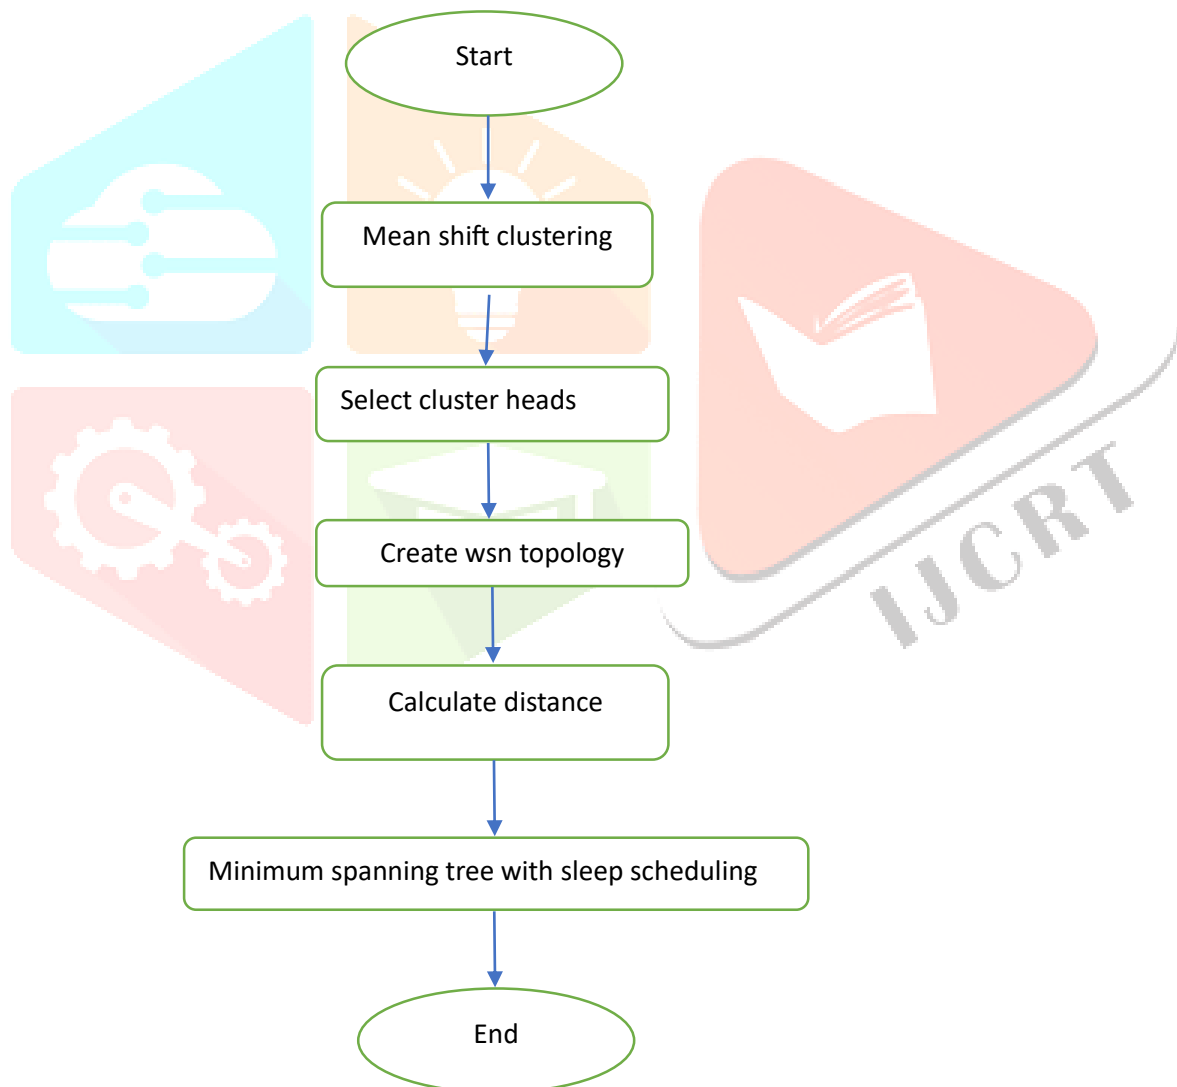 Start
Mean shift clustering
Select cluster heads
Create wsn topology
Calculate distance
Minimum spanning tree with sleep scheduling
End
IJCRT